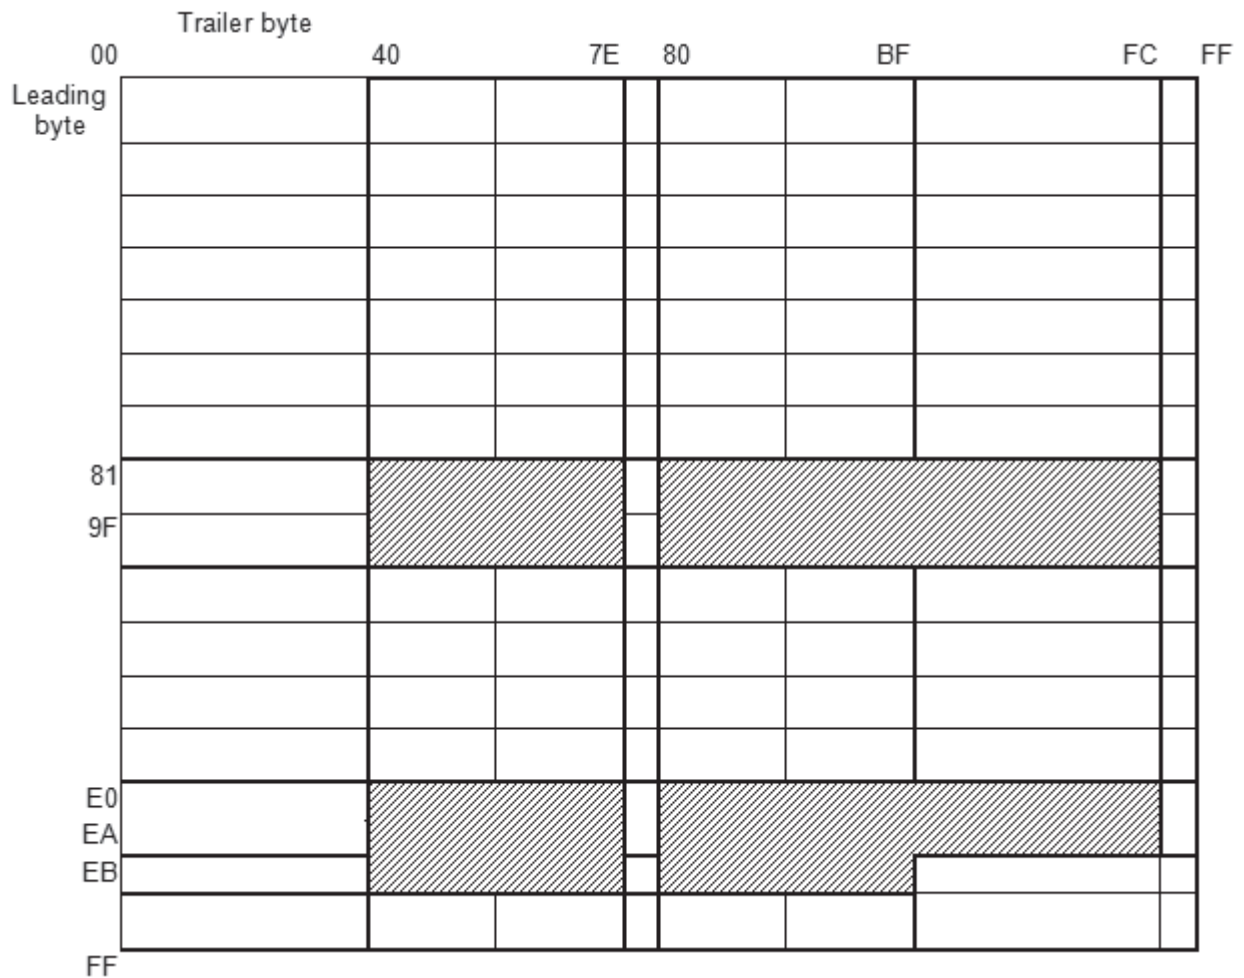 Trailer byte
00 40 7E 80 BF FC FF
Leading
byte
81
9F
E0
EA
EB
FF